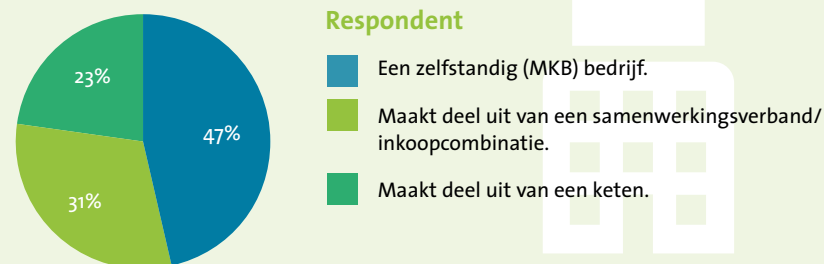 Respondent
23%
47%
31%
Een zelfstandig (MKB) bedrijf.
Maakt deel uit van een samenwerkingsverband/
inkoopcombinatie.
Maakt deel uit van een keten.